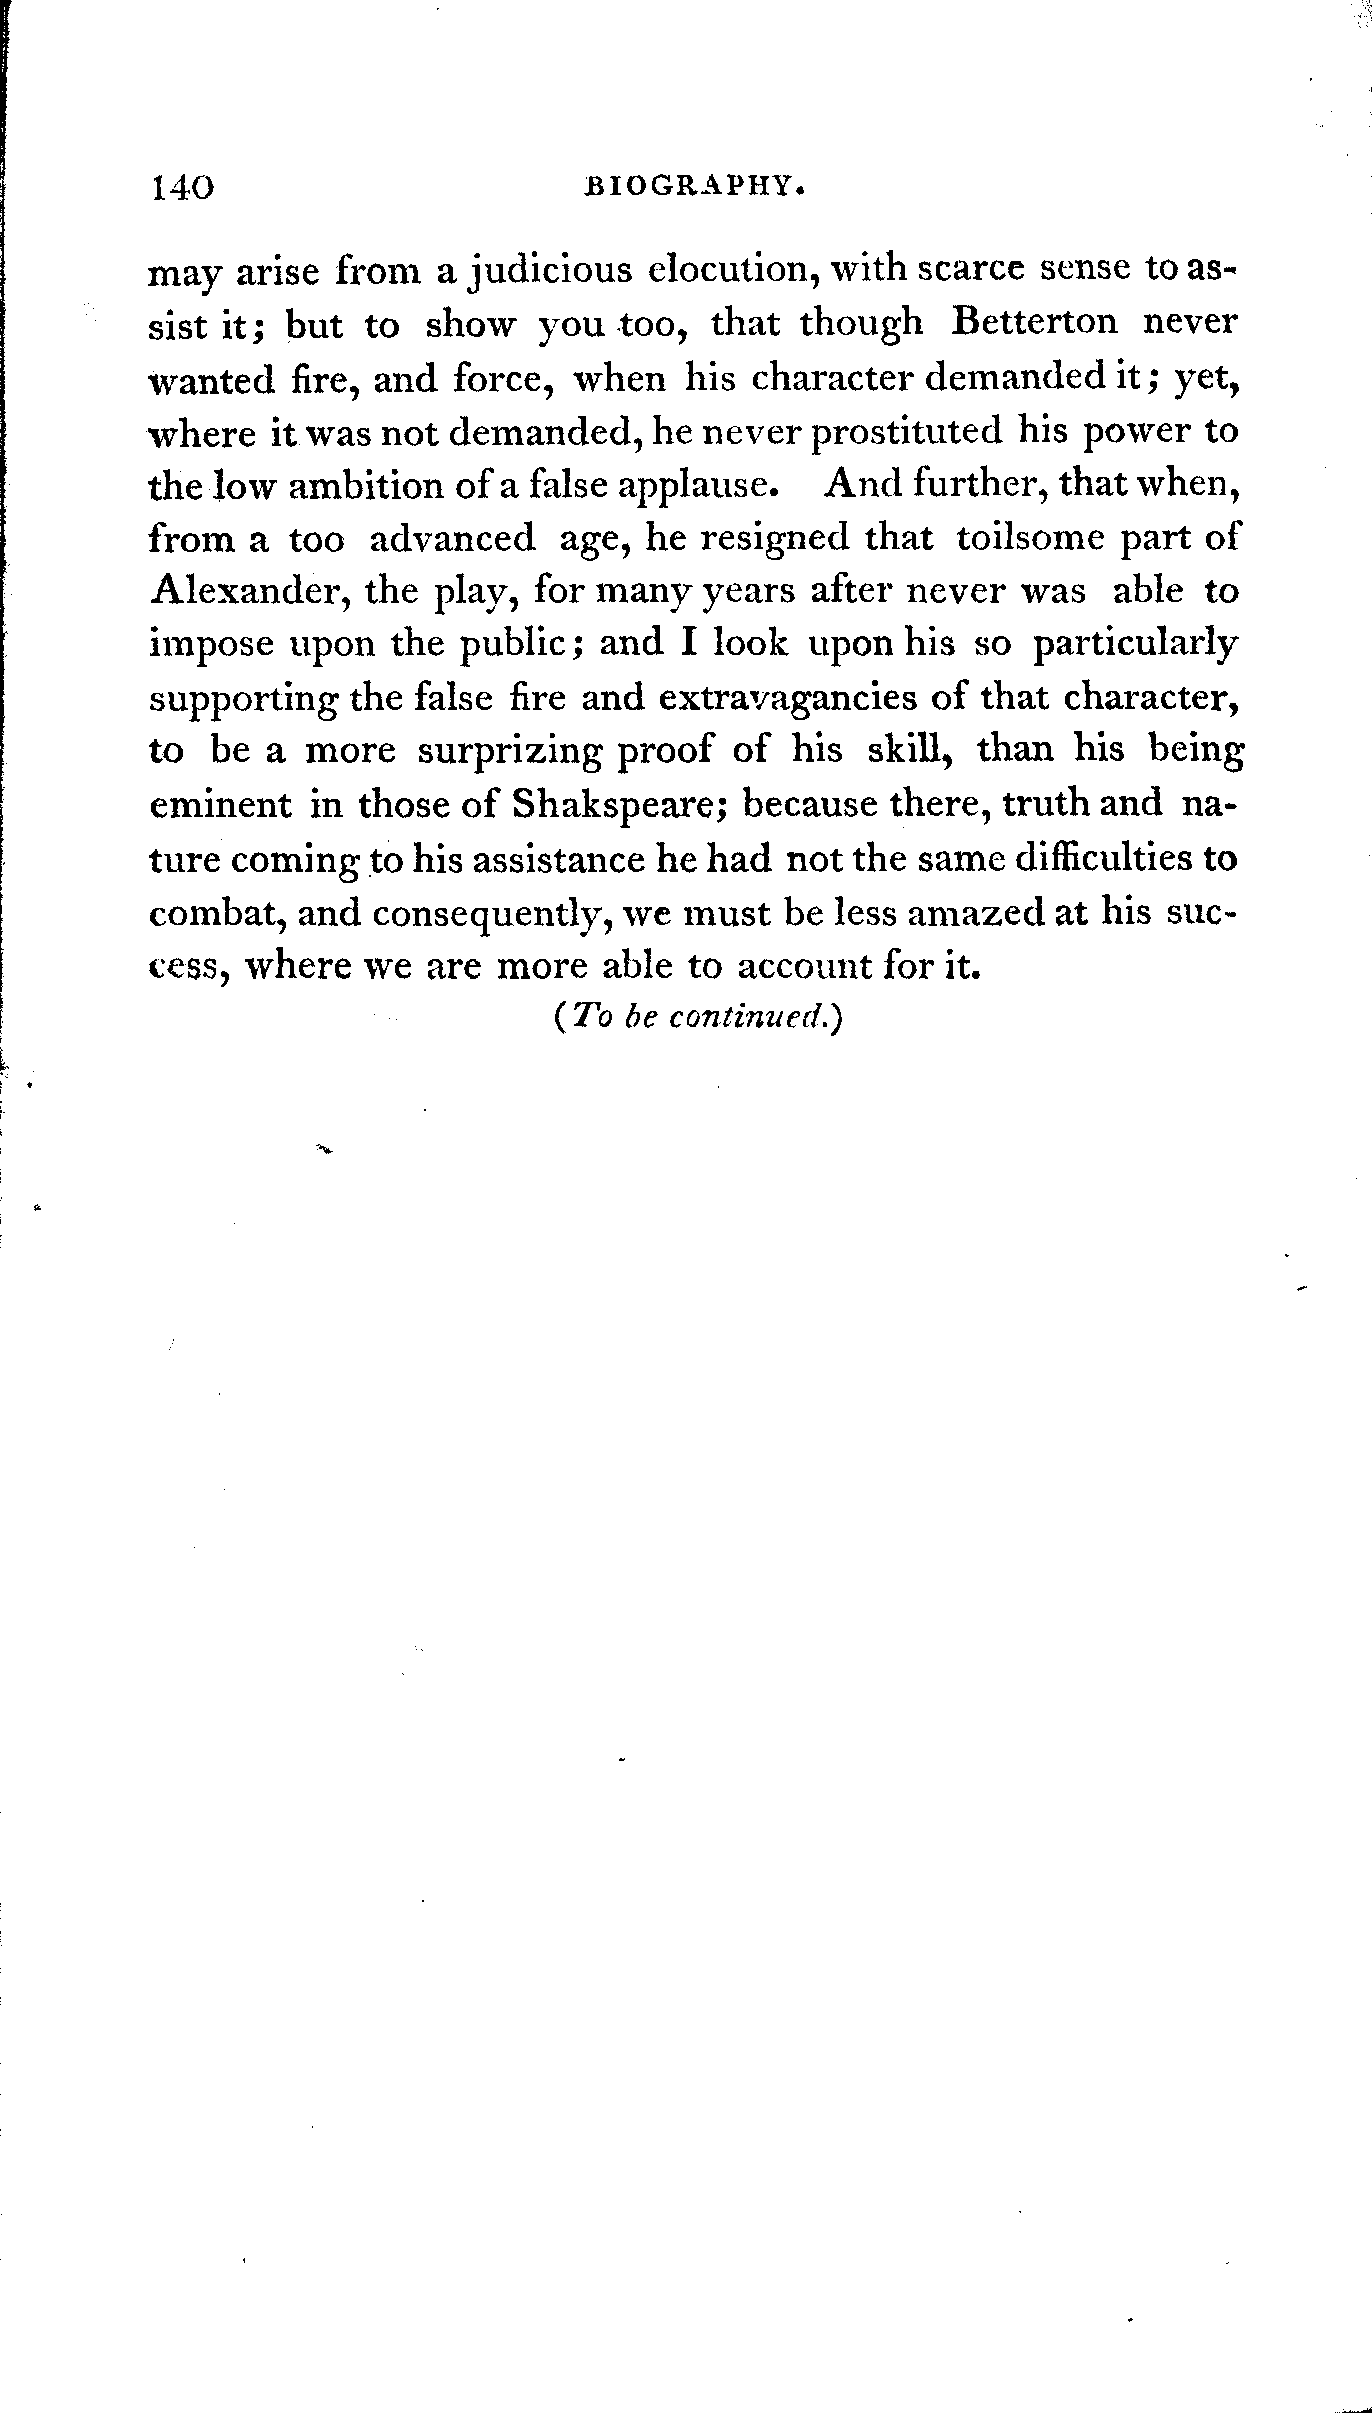 140 BIOGRAPHY.
may arise from a judicious elocution, with scarce sense to as-
sist it; but to show you too, that though Betterton never
wanted fire, and force, when his character demanded it; yet,
where it was not demanded, he never prostituted his power to
the low ambition of a false applause. And further, that when,
from a too advanced age, he resigned that toilsome part of
Alexander, the play, for many years after never was able to
impose upon the public; and I look upon his so particularly
supporting the false fire and extravagancies of that character,
to be a more surprizing proof of his skill, than his being
eminent in those of Shakspeare; because there, truth and na-
ture coming to his assistance he had not the same difficulties to
combat, and consequently, we must be less amazed at his suc-
cess, where we are more able to account for it.
(To be continued.)